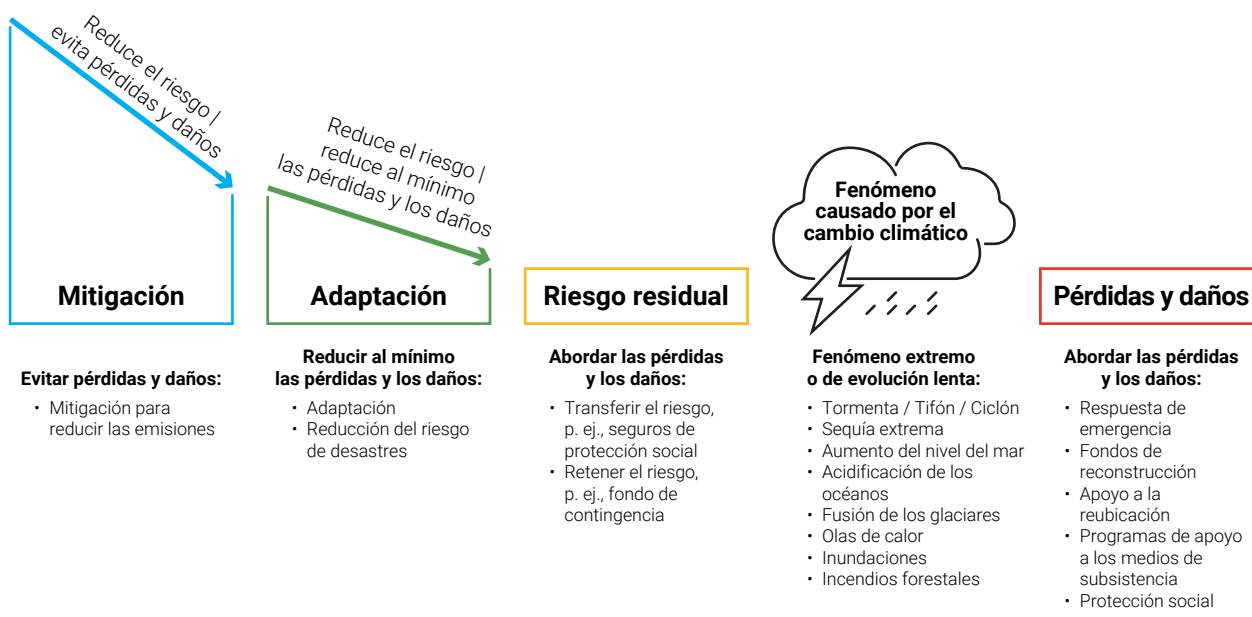 Reduce el riesgo |
evita pérdidas y daños
Mitigación
Evitar pérdidas y daños:
• Mitigación para
reducir las emisiones
Reduce el riesgo |
reduce al mínimo
las pérdidas y los daños
Adaptación
Reducir al mínimo
las pérdidas y los daños:
• Adaptación
• Reducción del riesgo
de desastres
Riesgo residual
Abordar las pérdidas
y los daños:
• Transferir el riesgo,
p. ej., seguros de
protección social
• Retener el riesgo,
p. ej., fondo de
contingencia
Fenómeno
causado por el
cambio climático
Fenómeno extremo
o de evolución lenta:
• Tormenta / Tifón / Ciclón
• Sequía extrema
• Aumento del nivel del mar
• Acidificación de los
océanos
• Fusión de los glaciares
• Olas de calor
• Inundaciones
• Incendios forestales
Pérdidas y daños
Abordar las pérdidas
y los daños:
• Respuesta de
emergencia
• Fondos de
reconstrucción
• Apoyo a la
reubicación
• Programas de apoyo
a los medios de
subsistencia
• Protección social